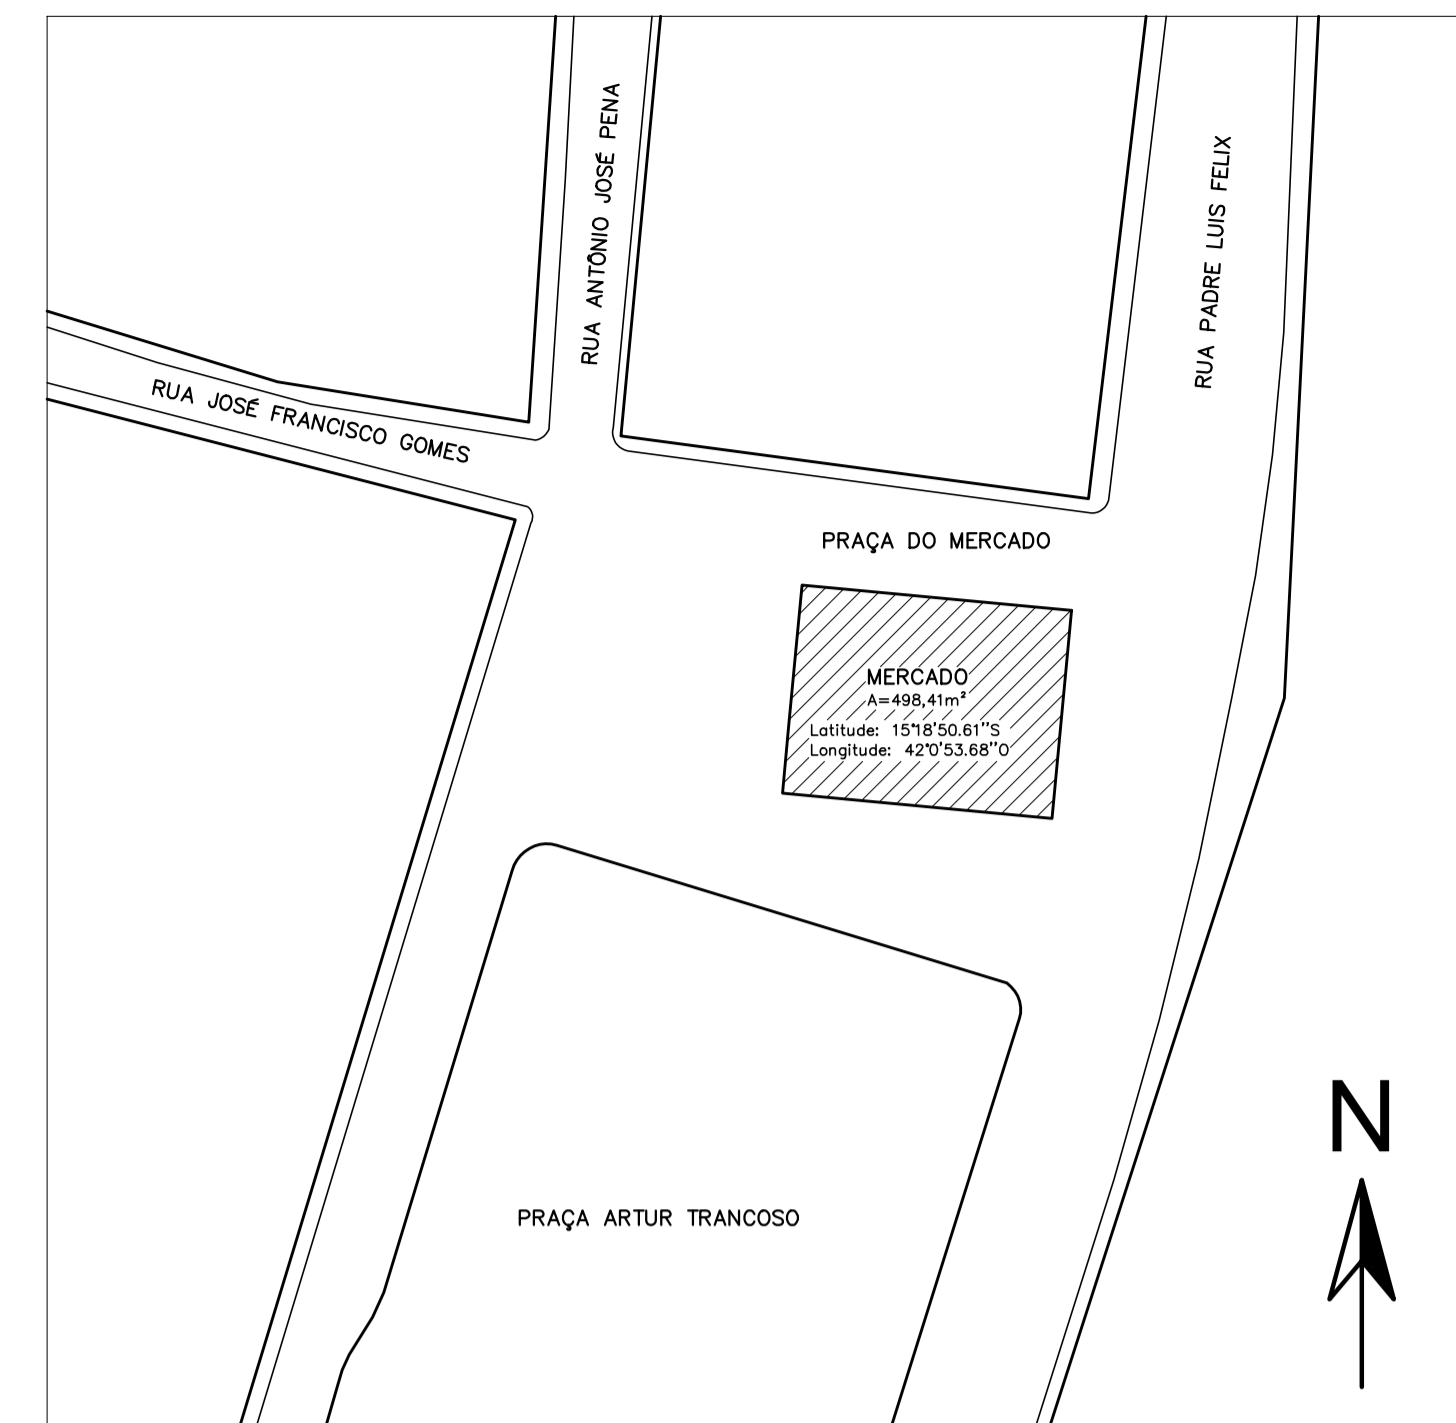 RUA ANTÔNIO JOSÉ PENA
RUA PADRE LUIS FELIX
RUA JOSÉ FRANCISCO GOMES
PRAÇA DO MERCADO
MERCADO
A=498,41m²
Latitude: 15°18'50.61''S
Longitude: 42°0'53.68''O
N
PRAÇA ARTUR TRANCOSO